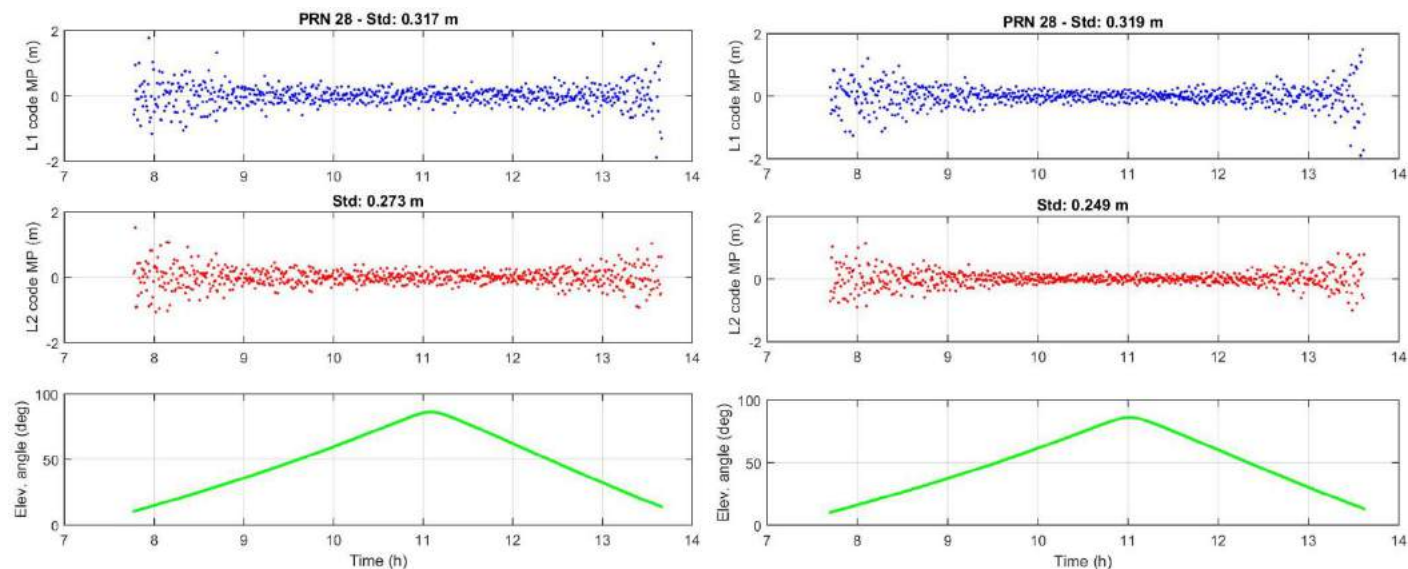 PRN 28 - Std: 0.317 m
L1 code MP (m)
2
0
-2
7 8 9 10 11 12 13 14
Std: 0.273 m
L2 code MP (m)
2
0
-2
7 8 9 10 11 12 13 14
Elev. angle (deg)
100
50
0
7 8 9 10 11 12 13 14
Time (h)
PRN 28 - Std: 0.319 m
L1 code MP (m)
2
0
-2
7 8 9 10 11 12 13 14
Std: 0.249 m
L2 code MP (m)
2
0
-2
7 8 9 10 11 12 13 14
Elev. angle (deg)
100
50
0
7 8 9 10 11 12 13 14
Time (h)